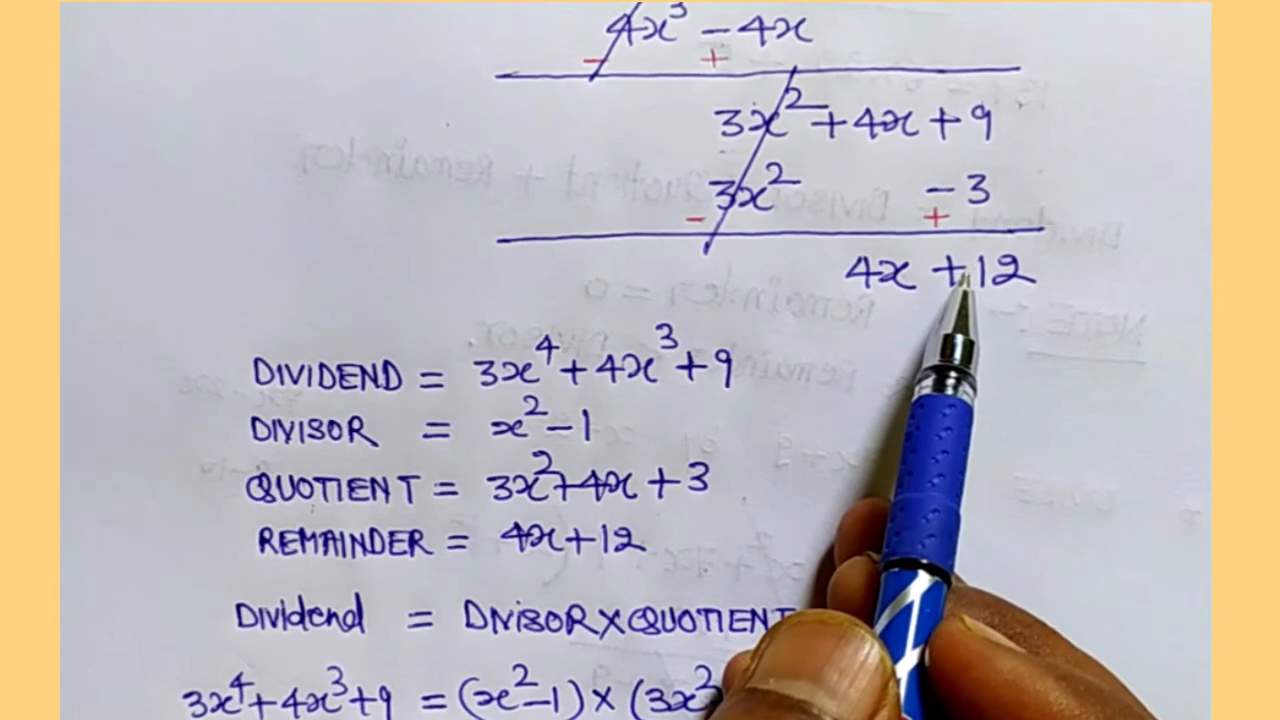 4x³ - 4x
- +
3x² + 4x + 9
3x² - 3
- +
4x + 12
DIVIDEND = 3x⁴ + 4x³ + 9
DIVISOR = x² - 1
QUOTIENT = 3x² + 4x + 3
REMAINDER = 4x + 12
Dividend = DIVISOR X QUOTIENT
3x⁴ + 4x³ + 9 = (x² - 1) × (3x²